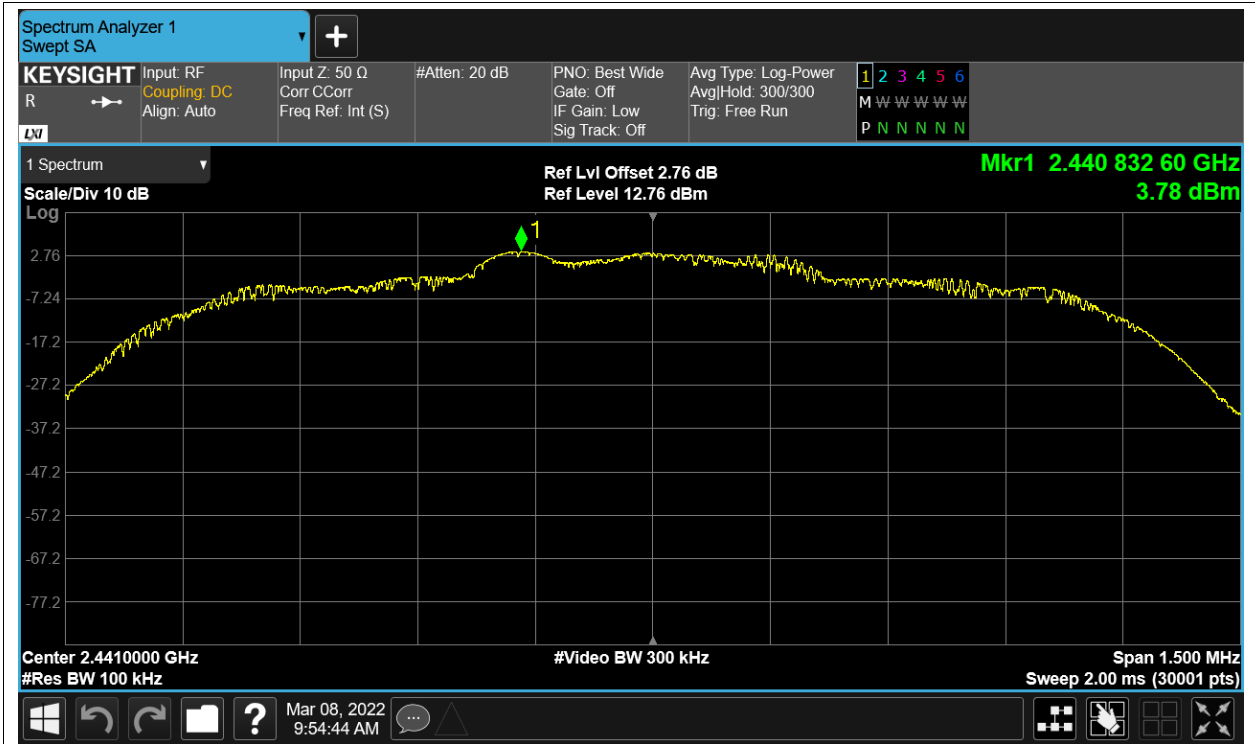 Spectrum Analyzer 1
Swept SA
KEYSIGHT
R
LXI
Input: RF
Coupling: DC
Align: Auto
Input Z: 50 Ω
Corr CCorr
Freq Ref: Int (S)
#Atten: 20 dB
PNO: Best Wide
Gate: Off
IF Gain: Low
Sig Track: Off
Avg Type: Log-Power
Avg|Hold: 300/300
Trig: Free Run
1 2 3 4 5 6
M W W W W W
P N N N N N
1 Spectrum
Scale/Div 10 dB
Log
Ref Lvl Offset 2.76 dB
Ref Level 12.76 dBm
Mkr1 2.440 832 60 GHz
3.78 dBm
1
2.76
-7.24
-17.2
-27.2
-37.2
-47.2
-57.2
-67.2
-77.2
Center 2.4410000 GHz
#Res BW 100 kHz
#Video BW 300 kHz
Span 1.500 MHz
Sweep 2.00 ms (30001 pts)
?
Mar 08, 2022
9:54:44 AM